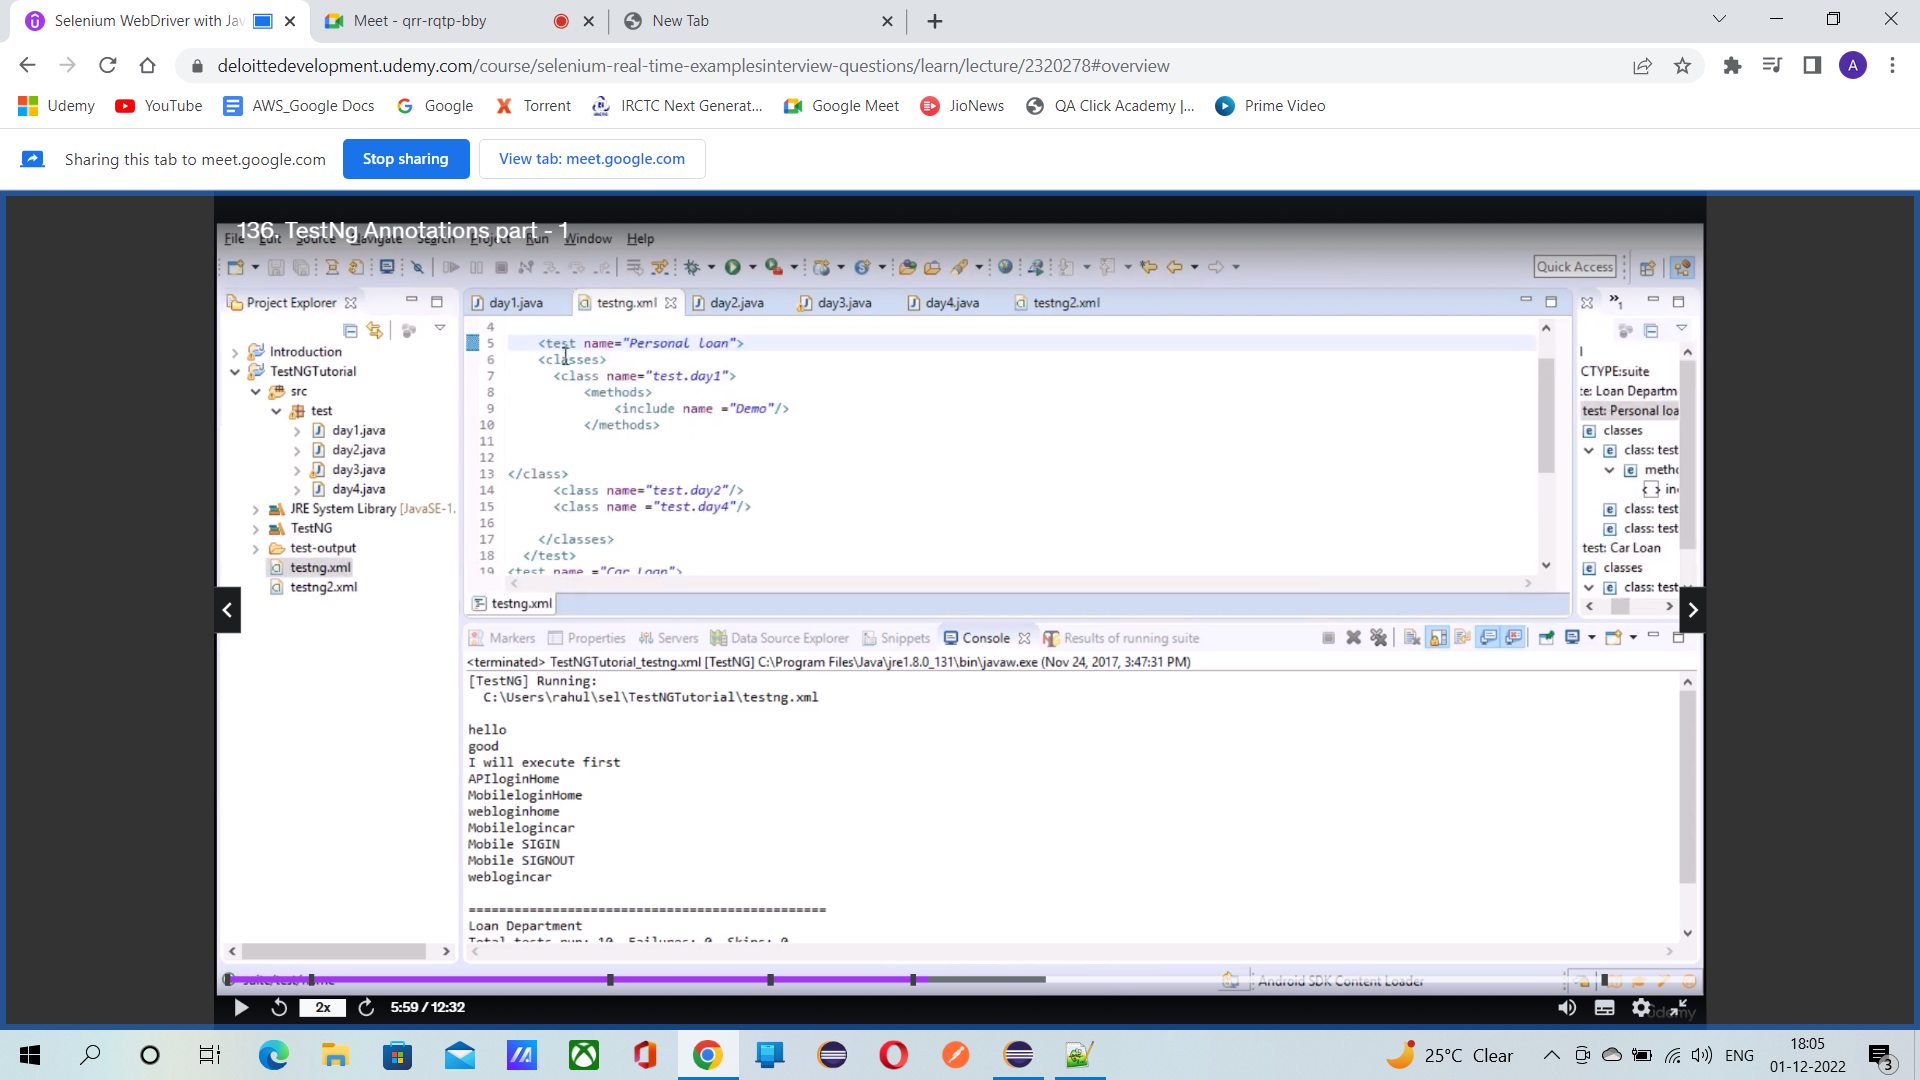 Selenium WebDriver with Jav
Meet - qrr-rqtp-bby
New Tab
deloittedevelopment.udemy.com/course/selenium-real-time-examplesinterview-questions/learn/lecture/2320278#overview
A
Udemy
YouTube
AWS_Google Docs
Google
Torrent
IRCTC Next Generat...
Google Meet
JioNews
QA Click Academy |...
Prime Video
Sharing this tab to meet.google.com
Stop sharing
View tab: meet.google.com
136. TestNg Annotations part - 1
File Edit Source Navigate Search Project Run Window Help
Quick Access
Project Explorer
day1.java
testng.xml
day2.java
day3.java
day4.java
testng2.xml
Introduction
TestNGTutorial
src
test
day1.java
day2.java
day3.java
day4.java
JRE System Library [JavaSE-1.
TestNG
test-output
testng.xml
testng2.xml
4
5 <test name="Personal loan">
6 <classes>
7 <class name="test.day1">
8 <methods>
9 <include name ="Demo"/>
10 </methods>
11
12
13 </class>
14 <class name="test.day2"/>
15 <class name ="test.day4"/>
16
17 </classes>
18 </test>
19 <test name ="Car Loan">
testng.xml
CTYPE:suite
te: Loan Departm
test: Personal loa
classes
class: test
metho
in
class: test
class: test
test: Car Loan
classes
class: test
Markers
Properties
Servers
Data Source Explorer
Snippets
Console
Results of running suite
<terminated> TestNGTutorial_testng.xml [TestNG] C:\Program Files\Java\jre1.8.0_131\bin\javaw.exe (Nov 24, 2017, 3:47:31 PM)
[TestNG] Running:
C:\Users\rahul\sel\TestNGTutorial\testng.xml
hello
good
I will execute first
APIloginHome
MobileloginHome
webloginhome
Mobilelogincar
Mobile SIGIN
Mobile SIGNOUT
weblogincar
===============================================
Loan Department
Total tests run: 10, Failures: 0, Skips: 0
Android SDK Content Loader
2x
5:59 / 12:32
udemy
25°C Clear
ENG
18:05
01-12-2022
3